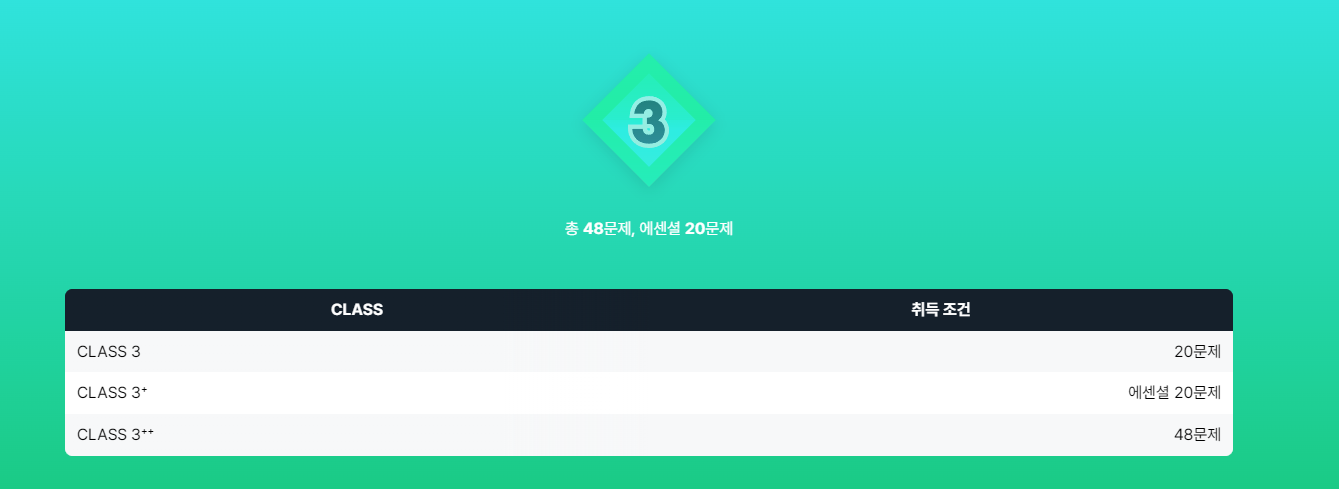 3
총 48문제, 에센셜 20문제
CLASS 취득 조건
CLASS 3 20문제
CLASS 3⁺ 에센셜 20문제
CLASS 3⁺⁺ 48문제